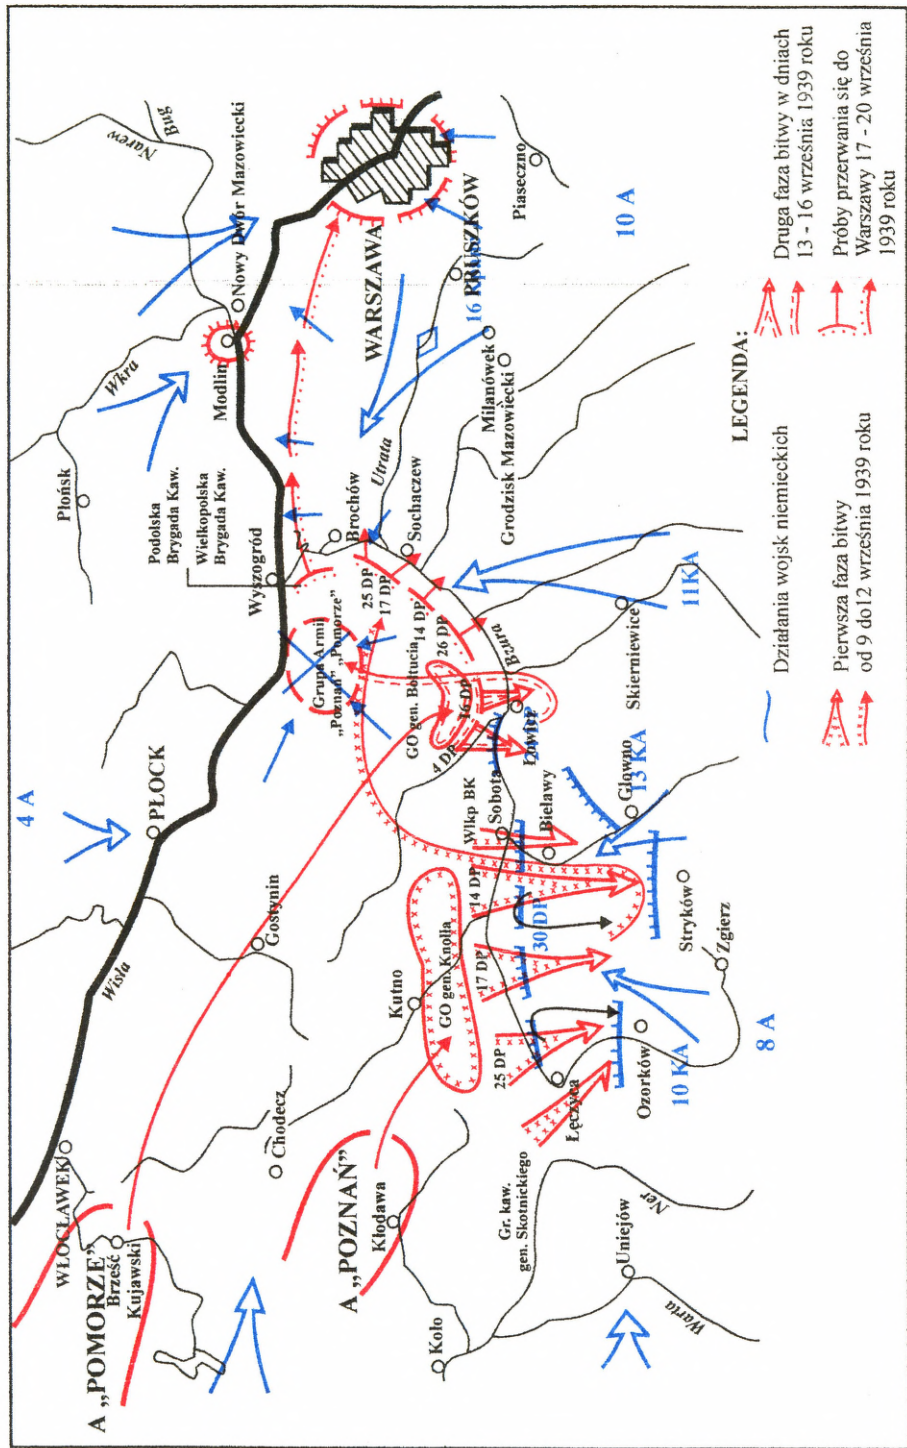 4 A
WŁOCŁAWEK
A „POMORZE”
Brześć
Kujawski
Wisła
PŁOCK
Płońsk
Wkra
Narew
Bug
Nowy Dwór Mazowiecki
Modlin
Podolska
Brygada Kaw.
Wielkopolska
Brygada Kaw.
Wyszogród
Chodecz
Gostynin
Grupa Armii
„Poznań” „Pomorze”
Brochów
Utrata
Sochaczew
WARSZAWA
A „POZNAŃ”
Kłodawa
Kutno
GO gen. Knolla
GO gen. Bołtucia
25 DP
17 DP
14 DP
26 DP
16 DP
4 DP
Bzura
PRUSZKÓW
Piaseczno
Milanówek
Grodzisk Mazowiecki
Koło
Gr. kaw.
gen. Skotnickiego
25 DP
17 DP
14 DP
Wlkp BK
Sobota
Łowicz
Łęczyca
30 DP
Bielawy
Skierniewice
Uniejów
Ner
Warta
Ozorków
Głowno
13 KA
11KA
10 A
10 KA
Stryków
Zgierz
8 A
LEGENDA:
Działania wojsk niemieckich
Pierwsza faza bitwy
od 9 do12 września 1939 roku
Druga faza bitwy w dniach
13 - 16 września 1939 roku
Próby przerwania się do
Warszawy 17 - 20 września
1939 roku